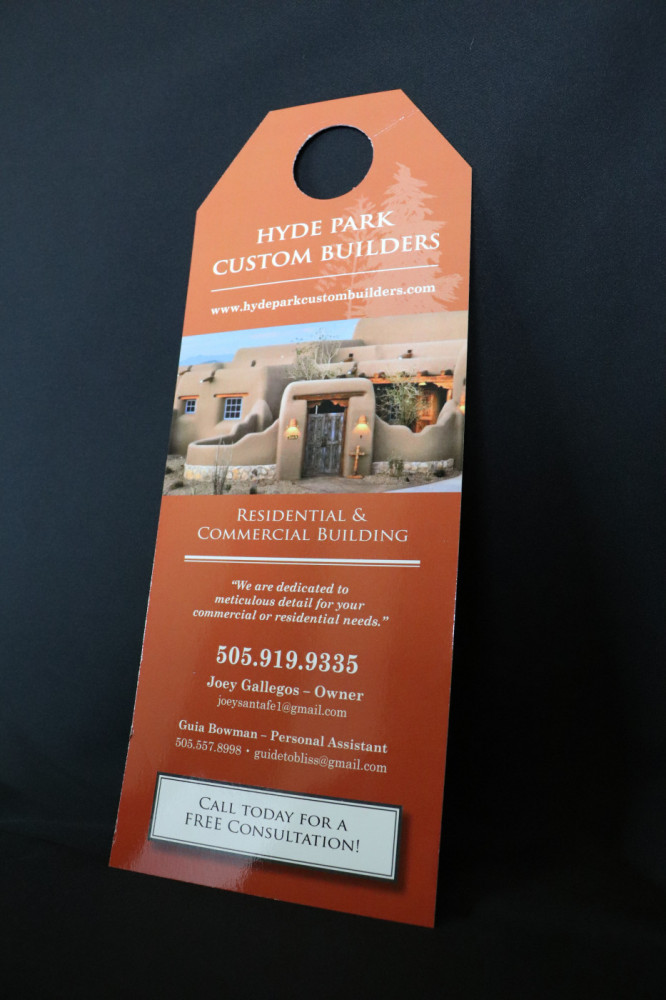 HYDE PARK
CUSTOM BUILDERS
www.hydeparkcustombuilders.com
RESIDENTIAL &
COMMERCIAL BUILDING
“We are dedicated to
meticulous detail for your
commercial or residential needs.”
505.919.9335
Joey Gallegos – Owner
joeysantafe1@gmail.com
Guia Bowman – Personal Assistant
505.557.8998 • guidetobliss@gmail.com
CALL TODAY FOR A
FREE CONSULTATION!